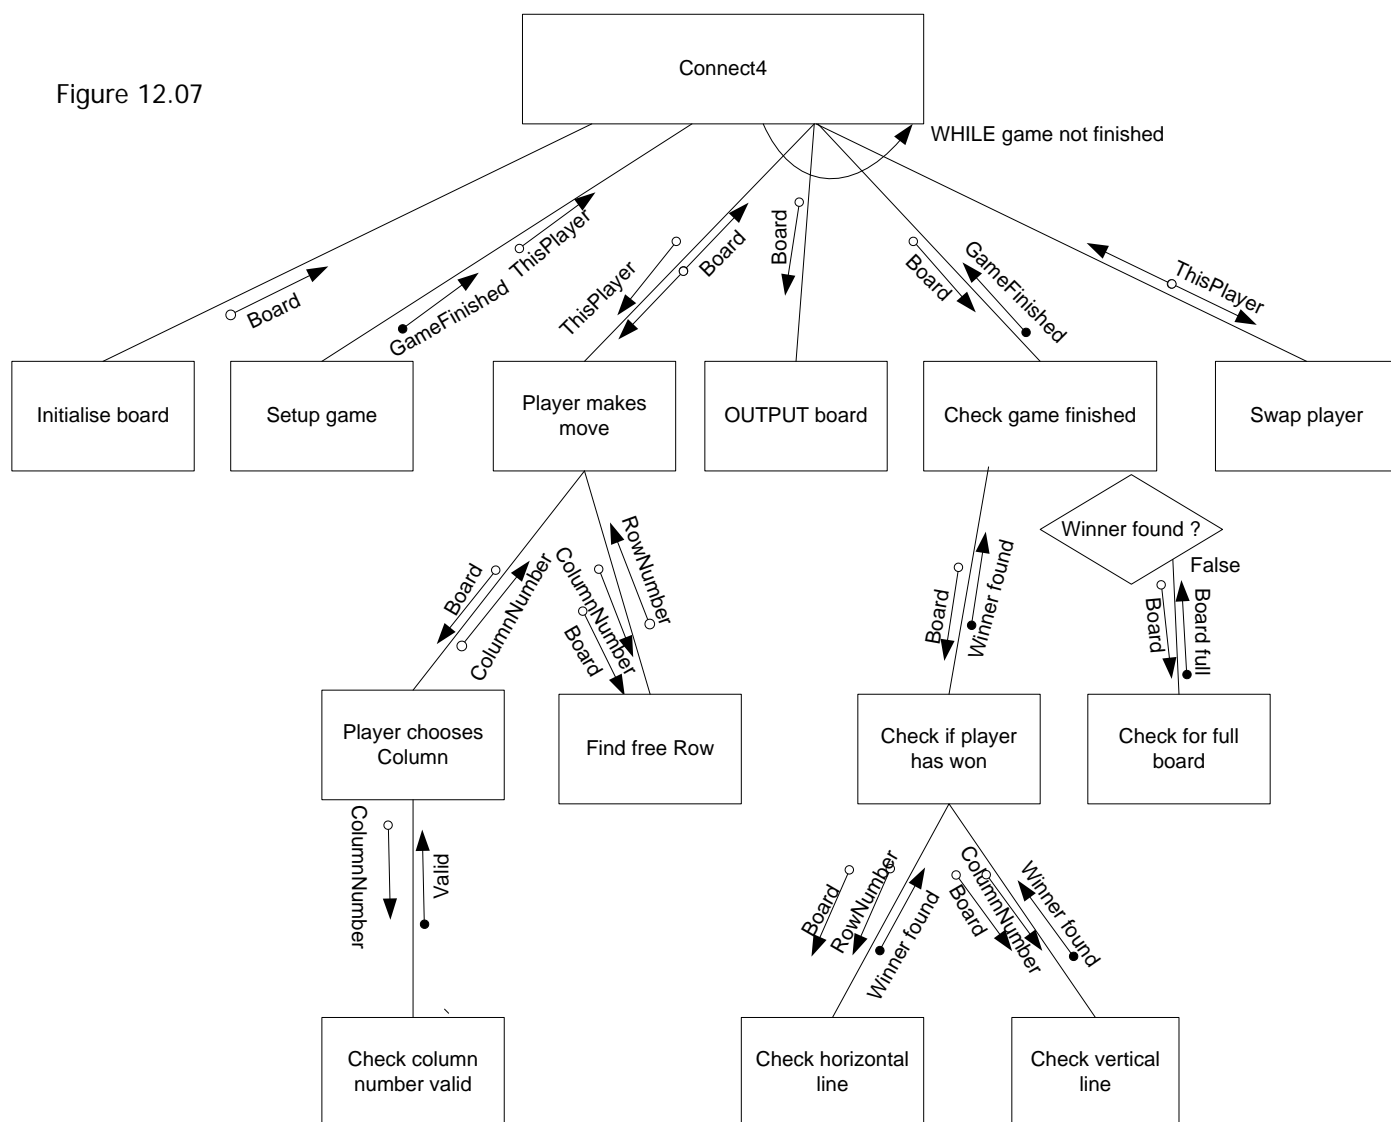 Connect4
Figure 12.07
WHILE game not finished
Board
GameFinished
ThisPlayer
ThisPlayer
Board
Board
Board
GameFinished
ThisPlayer
Initialise board
Setup game
Player makes
move
OUTPUT board
Check game finished
Swap player
Winner found ?
False
Board
ColumnNumber
ColumnNumber
Board
RowNumber
Board
Winner found
Board
Board full
Player chooses
Column
Find free Row
Check if player
has won
Check for full
board
ColumnNumber
Valid
Board
RowNumber
Winner found
Board
ColumnNumber
Winner found
Check column
number valid
Check horizontal
line
Check vertical
line